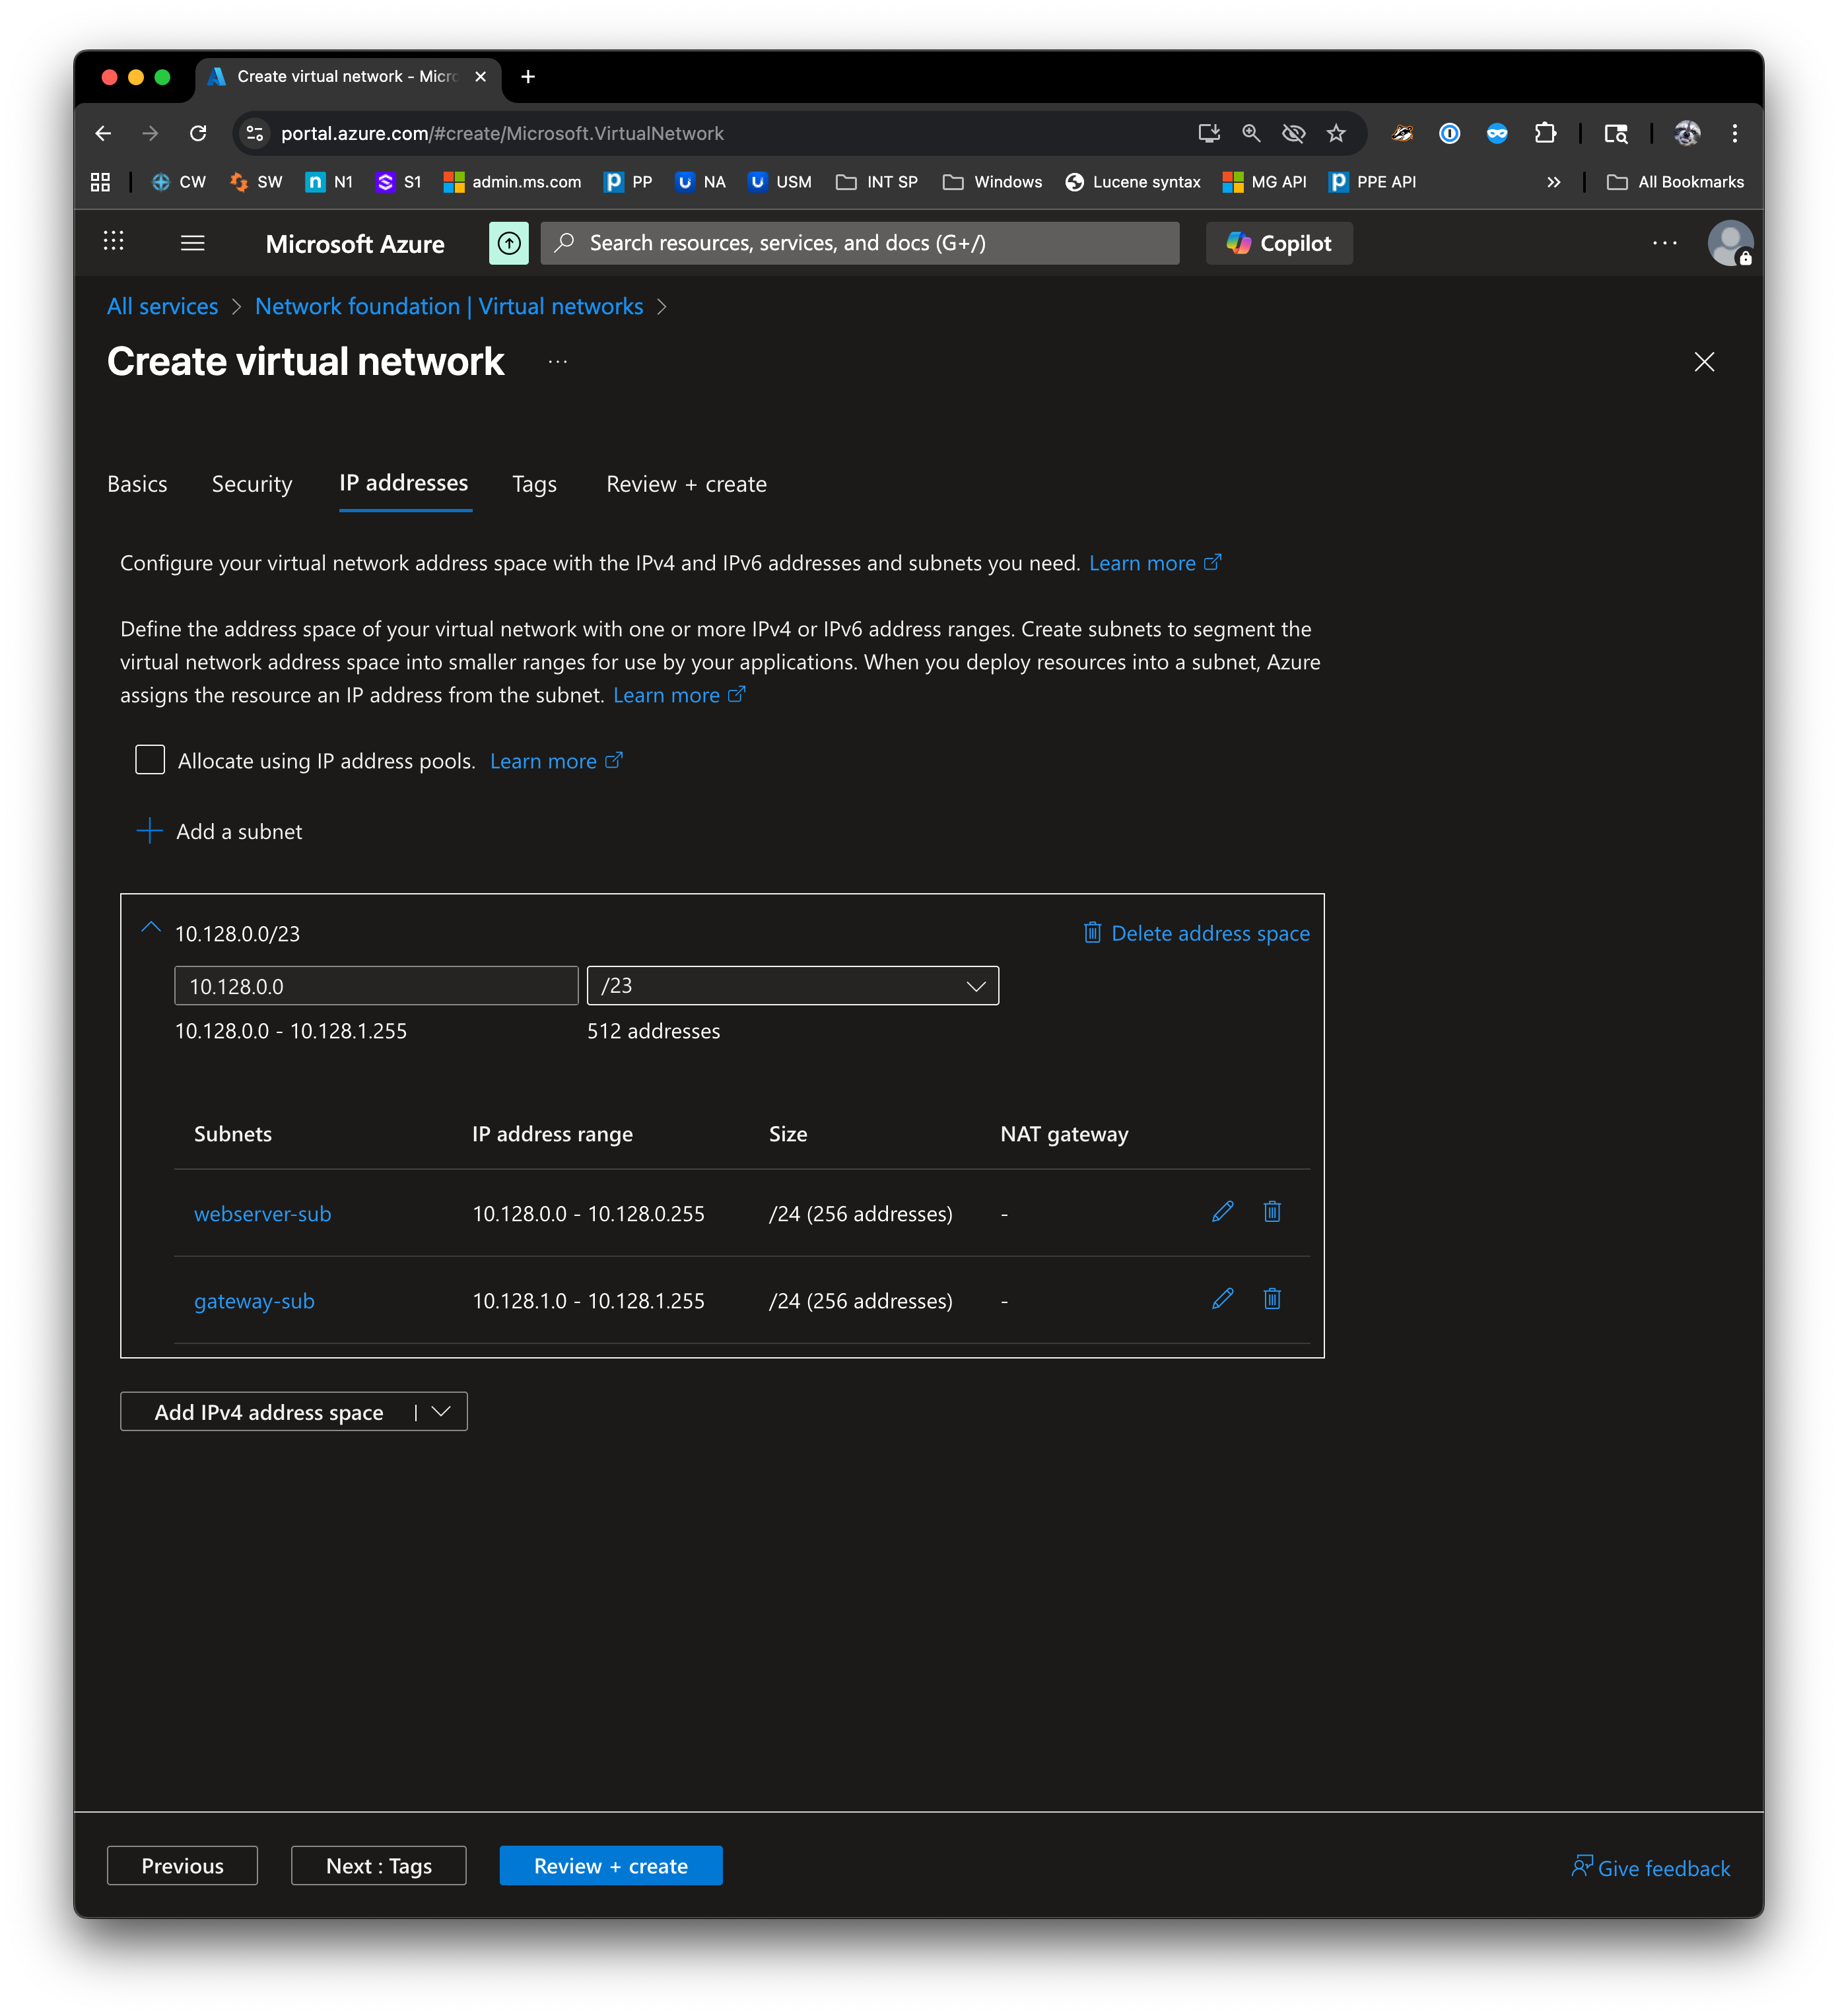 Create virtual network - Micro
portal.azure.com/#create/Microsoft.VirtualNetwork
CW SW N1 S1 admin.ms.com PP NA USM INT SP Windows Lucene syntax MG API PPE API » All Bookmarks
Microsoft Azure Search resources, services, and docs (G+/) Copilot ...
All services > Network foundation | Virtual networks >
Create virtual network ...
Basics Security IP addresses Tags Review + create
Configure your virtual network address space with the IPv4 and IPv6 addresses and subnets you need. Learn more
Define the address space of your virtual network with one or more IPv4 or IPv6 address ranges. Create subnets to segment the
virtual network address space into smaller ranges for use by your applications. When you deploy resources into a subnet, Azure
assigns the resource an IP address from the subnet. Learn more
Allocate using IP address pools. Learn more
Add a subnet
10.128.0.0/23 Delete address space
10.128.0.0 /23
10.128.0.0 - 10.128.1.255 512 addresses
Subnets IP address range Size NAT gateway
webserver-sub 10.128.0.0 - 10.128.0.255 /24 (256 addresses) -
gateway-sub 10.128.1.0 - 10.128.1.255 /24 (256 addresses) -
Add IPv4 address space |
Previous Next : Tags Review + create Give feedback